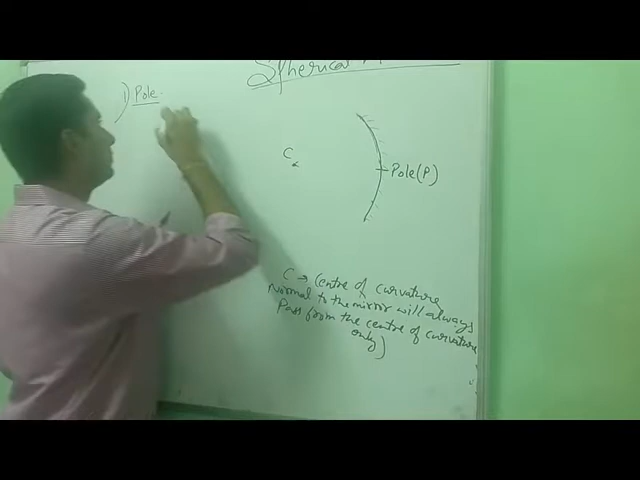 Spherical
1) Pole
C
Pole(P)
C → Centre of curvature
Normal to the mirror will always
Pass from the centre of curvature
only)